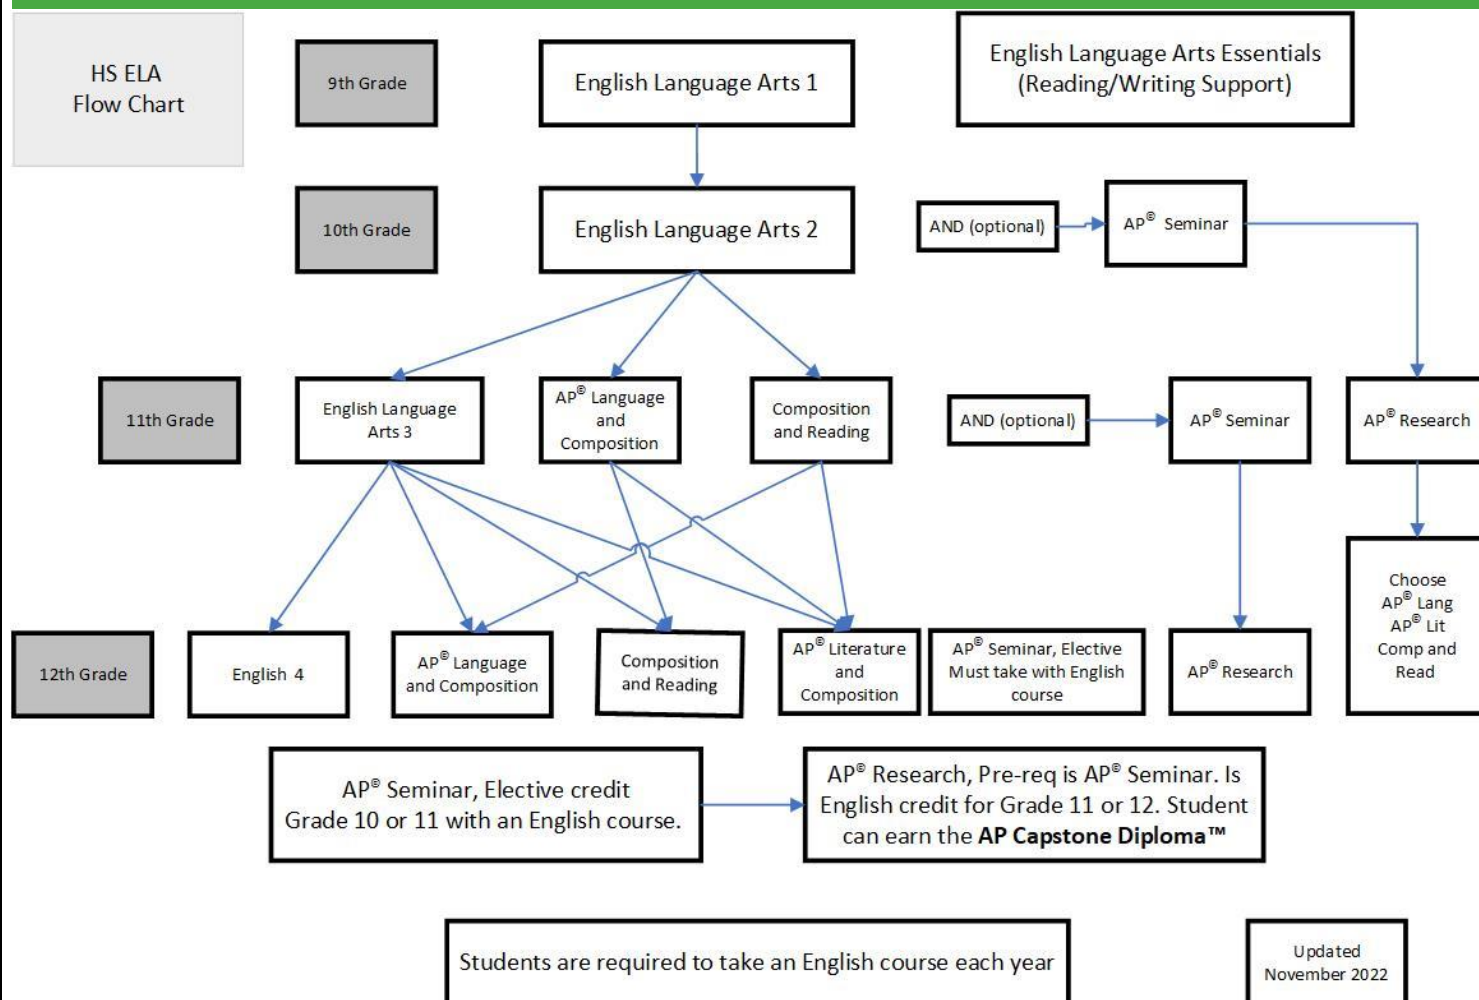 HS ELA
Flow Chart
9th Grade
English Language Arts 1
English Language Arts Essentials
(Reading/Writing Support)
10th Grade
English Language Arts 2
AND (optional)
AP® Seminar
11th Grade
English Language
Arts 3
AP® Language
and
Composition
Composition
and Reading
AND (optional)
AP® Seminar
AP® Research
12th Grade
English 4
AP® Language
and Composition
Composition
and Reading
AP® Literature
and
Composition
AP® Seminar, Elective
Must take with English
course
AP® Research
Choose
AP® Lang
AP® Lit
Comp and
Read
AP® Seminar, Elective credit
Grade 10 or 11 with an English course.
AP® Research, Pre-req is AP® Seminar. Is
English credit for Grade 11 or 12. Student
can earn the AP Capstone Diploma™
Students are required to take an English course each year
Updated
November 2022